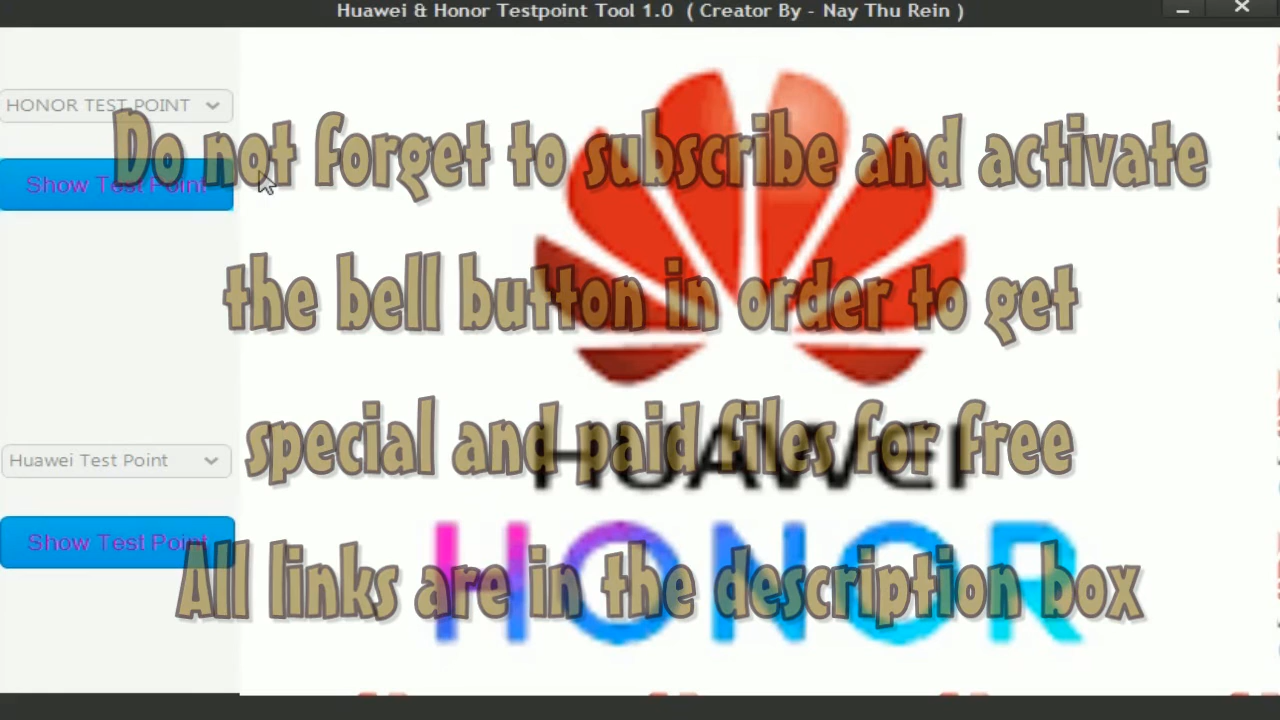 Huawei & Honor Testpoint Tool 1.0 ( Creator By - Nay Thu Rein )
HONOR TEST POINT
Show Test Point
Do not forget to subscribe and activate
the bell button in order to get
special and paid files for free
All links are in the description box
Huawei Test Point
Show Test Point
HUAWEI
HONOR